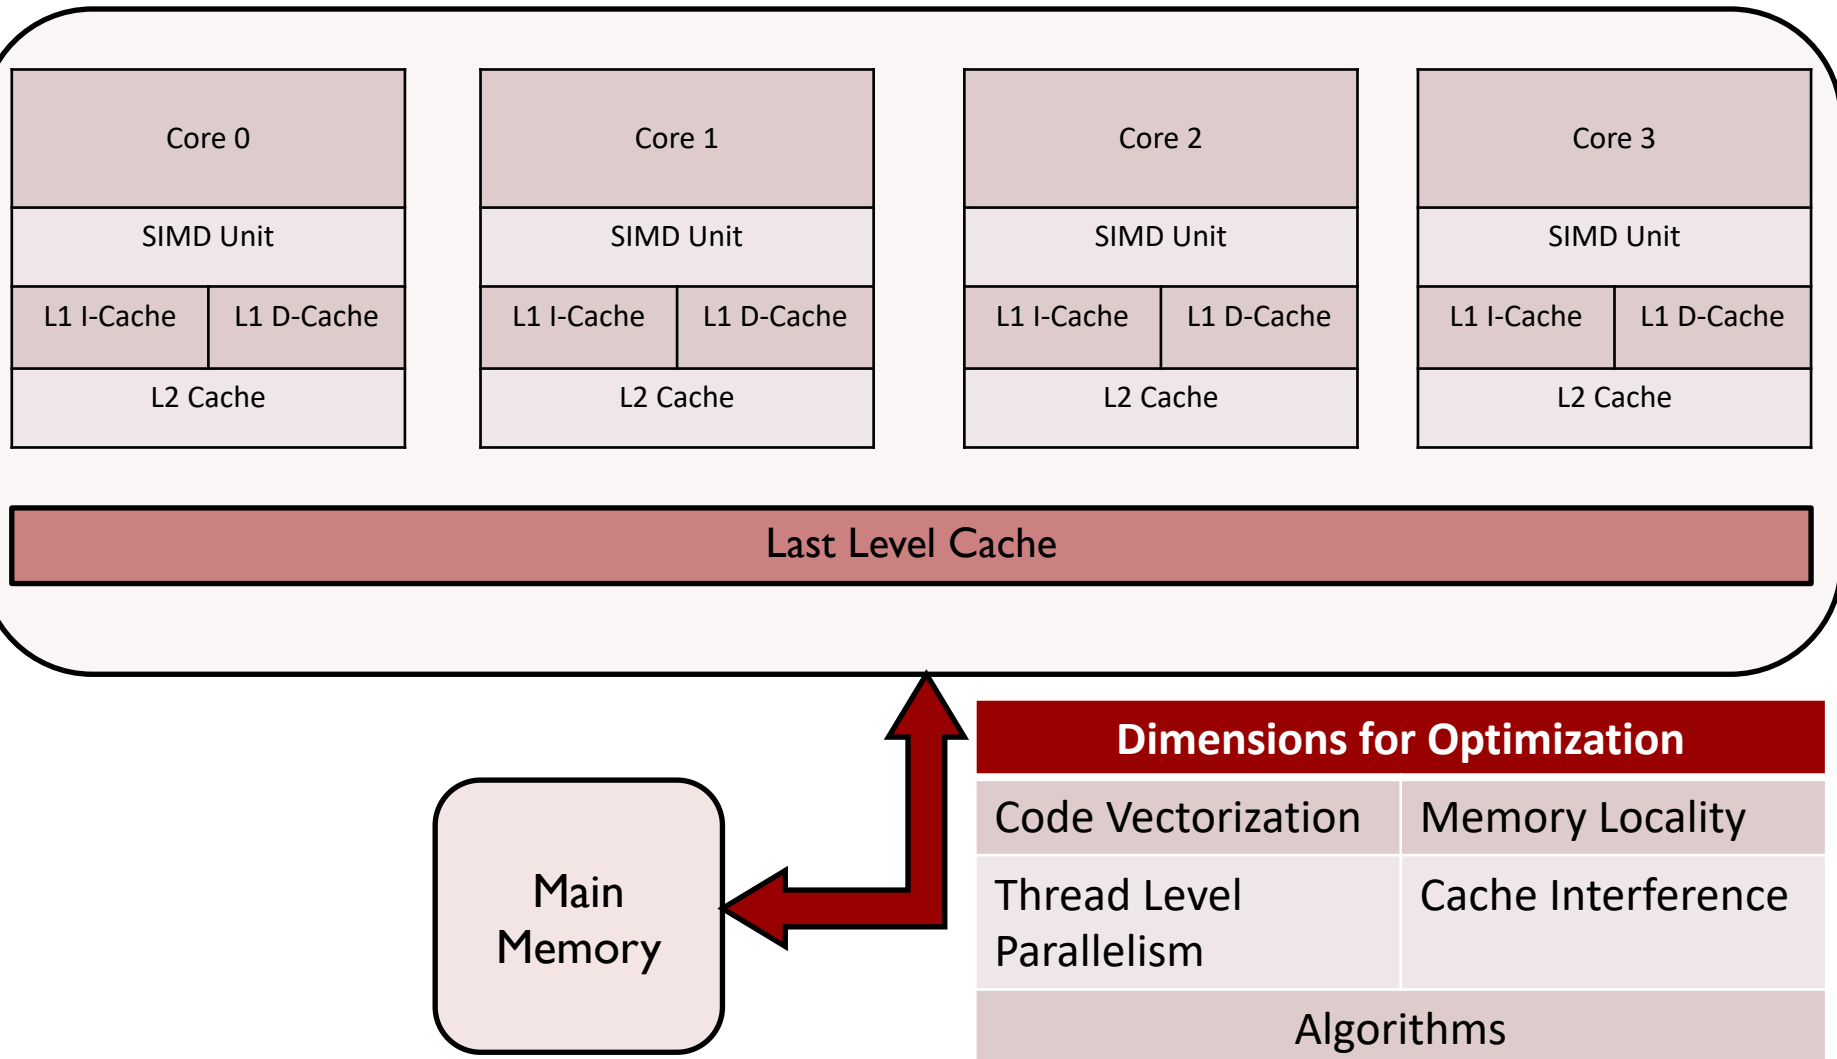 Core 0
Core 1
Core 2
Core 3
SIMD Unit
SIMD Unit
SIMD Unit
SIMD Unit
L1 I-Cache
L1 D-Cache
L1 I-Cache
L1 D-Cache
L1 I-Cache
L1 D-Cache
L1 I-Cache
L1 D-Cache
L2 Cache
L2 Cache
L2 Cache
L2 Cache
Last Level Cache
Main
Memory
Dimensions for Optimization
Code Vectorization
Memory Locality
Thread Level
Parallelism
Cache Interference
Algorithms